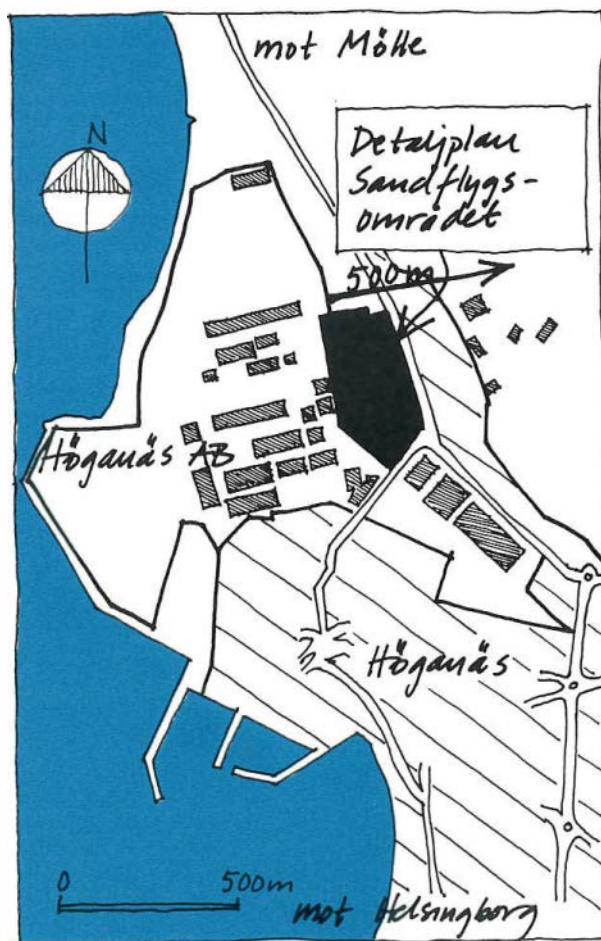 mot Mölle
N
Detaljplan
Sandflygs-
området
500m
Höganäs AB
Höganäs
0 500m
mot Helsingborg